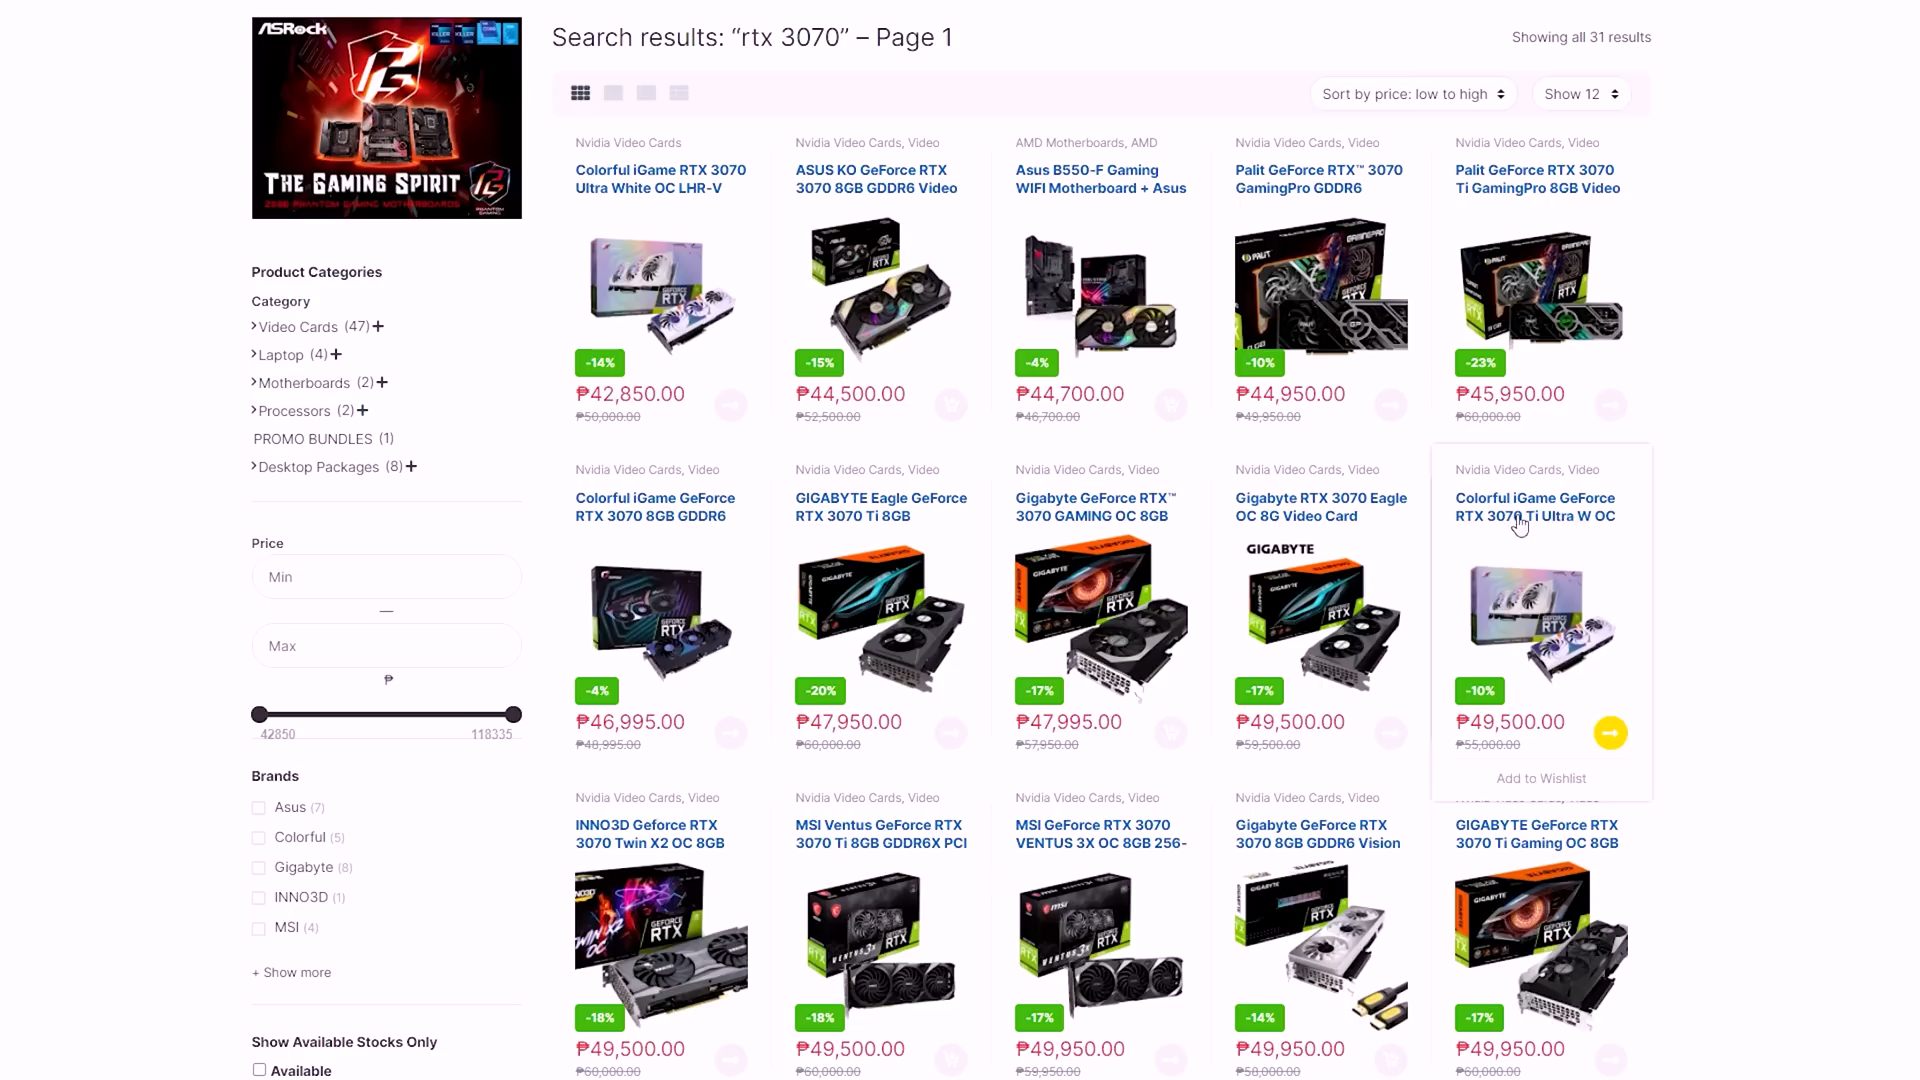 ASRock
THE GAMING SPIRIT
PHANTOM
GAMING
Search results: “rtx 3070” – Page 1
Showing all 31 results
Sort by price: low to high
Show 12
Product Categories
Category
Video Cards (47)+
Laptop (4)+
Motherboards (2)+
Processors (2)+
PROMO BUNDLES (1)
Desktop Packages (8)+
Price
Min
—
Max
₱
42850 118335
Brands
Asus (7)
Colorful (5)
Gigabyte (8)
INNO3D (1)
MSI (4)
+ Show more
Show Available Stocks Only
Available
Nvidia Video Cards
Colorful iGame RTX 3070
Ultra White OC LHR-V
-14%
₱42,850.00
₱50,000.00
Nvidia Video Cards, Video
ASUS KO GeForce RTX
3070 8GB GDDR6 Video
-15%
₱44,500.00
₱52,500.00
AMD Motherboards, AMD
Asus B550-F Gaming
WIFI Motherboard + Asus
-4%
₱44,700.00
₱46,700.00
Nvidia Video Cards, Video
Palit GeForce RTX™ 3070
GamingPro GDDR6
-10%
₱44,950.00
₱49,950.00
Nvidia Video Cards, Video
Palit GeForce RTX 3070
Ti GamingPro 8GB Video
-23%
₱45,950.00
₱60,000.00
Nvidia Video Cards, Video
Colorful iGame GeForce
RTX 3070 8GB GDDR6
-4%
₱46,995.00
₱48,995.00
Nvidia Video Cards, Video
GIGABYTE Eagle GeForce
RTX 3070 Ti 8GB
-20%
₱47,950.00
₱60,000.00
Nvidia Video Cards, Video
Gigabyte GeForce RTX™
3070 GAMING OC 8GB
-17%
₱47,995.00
₱57,950.00
Nvidia Video Cards, Video
Gigabyte RTX 3070 Eagle
OC 8G Video Card
GIGABYTE
-17%
₱49,500.00
₱59,500.00
Nvidia Video Cards, Video
Colorful iGame GeForce
RTX 3070 Ti Ultra W OC
-10%
₱49,500.00
₱55,000.00
Add to Wishlist
Nvidia Video Cards, Video
INNO3D Geforce RTX
3070 Twin X2 OC 8GB
-18%
₱49,500.00
₱60,000.00
Nvidia Video Cards, Video
MSI Ventus GeForce RTX
3070 Ti 8GB GDDR6X PCI
-18%
₱49,500.00
₱60,000.00
Nvidia Video Cards, Video
MSI GeForce RTX 3070
VENTUS 3X OC 8GB 256-
-17%
₱49,950.00
₱59,950.00
Nvidia Video Cards, Video
Gigabyte GeForce RTX
3070 8GB GDDR6 Vision
-14%
₱49,950.00
₱58,000.00
GIGABYTE GeForce RTX
3070 Ti Gaming OC 8GB
-17%
₱49,950.00
₱60,000.00